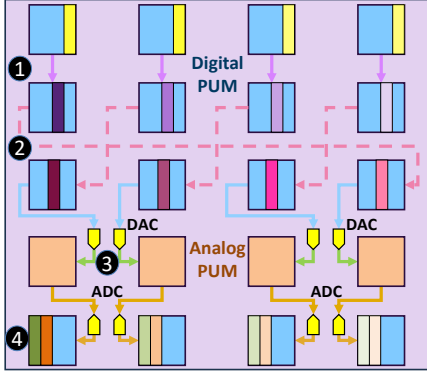 1
Digital
PUM
2
DAC
DAC
3
Analog
PUM
ADC
ADC
4